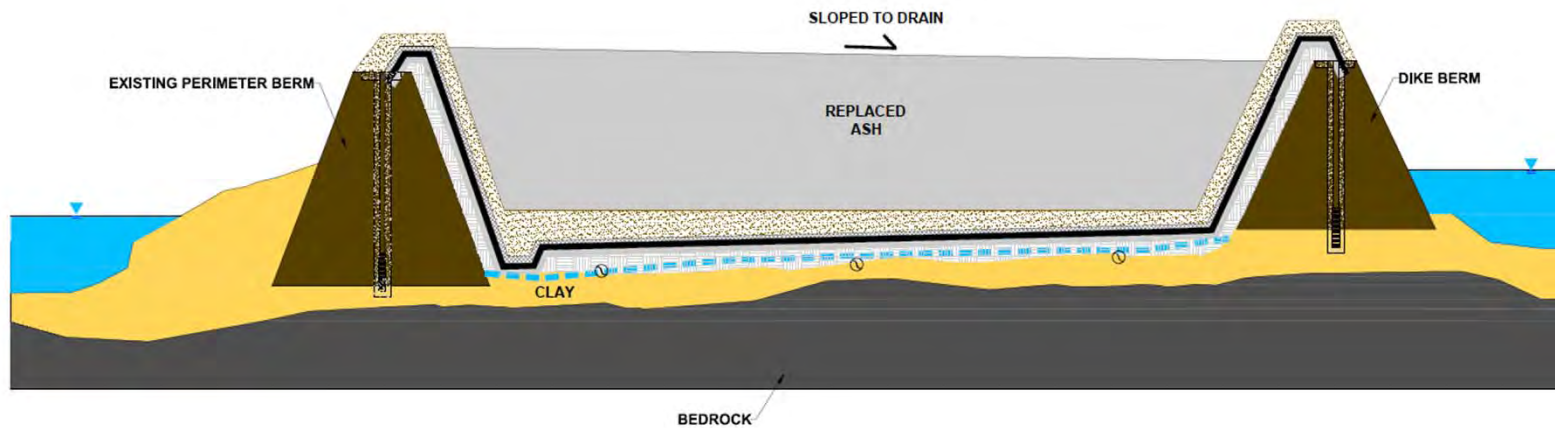 SLOPED TO DRAIN
EXISTING PERIMETER BERM
DIKE BERM
REPLACED
ASH
CLAY
BEDROCK